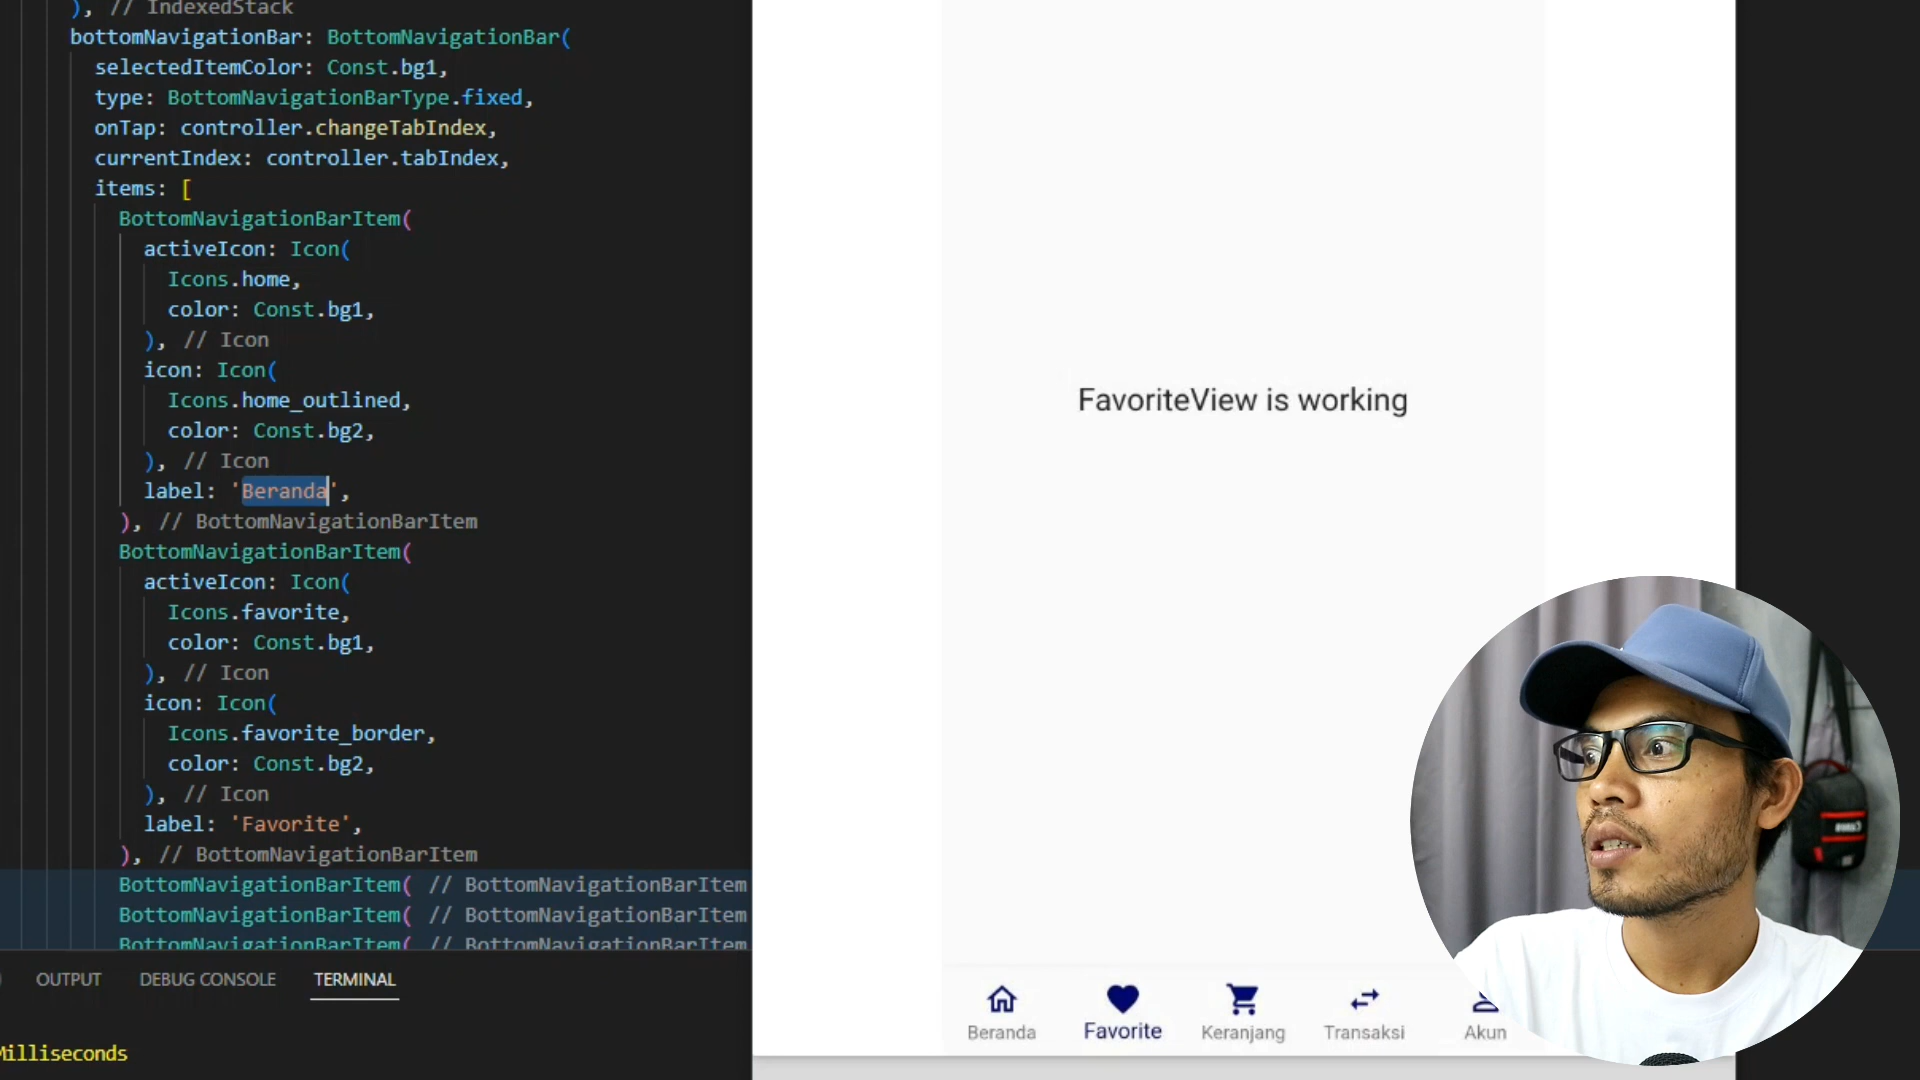 ), // IndexedStack
bottomNavigationBar: BottomNavigationBar(
selectedItemColor: Const.bg1,
type: BottomNavigationBarType.fixed,
onTap: controller.changeTabIndex,
currentIndex: controller.tabIndex,
items: [
BottomNavigationBarItem(
activeIcon: Icon(
Icons.home,
color: Const.bg1,
), // Icon
icon: Icon(
Icons.home_outlined,
color: Const.bg2,
), // Icon
label: 'Beranda',
), // BottomNavigationBarItem
BottomNavigationBarItem(
activeIcon: Icon(
Icons.favorite,
color: Const.bg1,
), // Icon
icon: Icon(
Icons.favorite_border,
color: Const.bg2,
), // Icon
label: 'Favorite',
), // BottomNavigationBarItem
BottomNavigationBarItem( // BottomNavigationBarItem
BottomNavigationBarItem( // BottomNavigationBarItem
BottomNavigationBarItem( // BottomNavigationBarItem
OUTPUT DEBUG CONSOLE TERMINAL
Milliseconds
FavoriteView is working
Beranda Favorite Keranjang Transaksi Akun